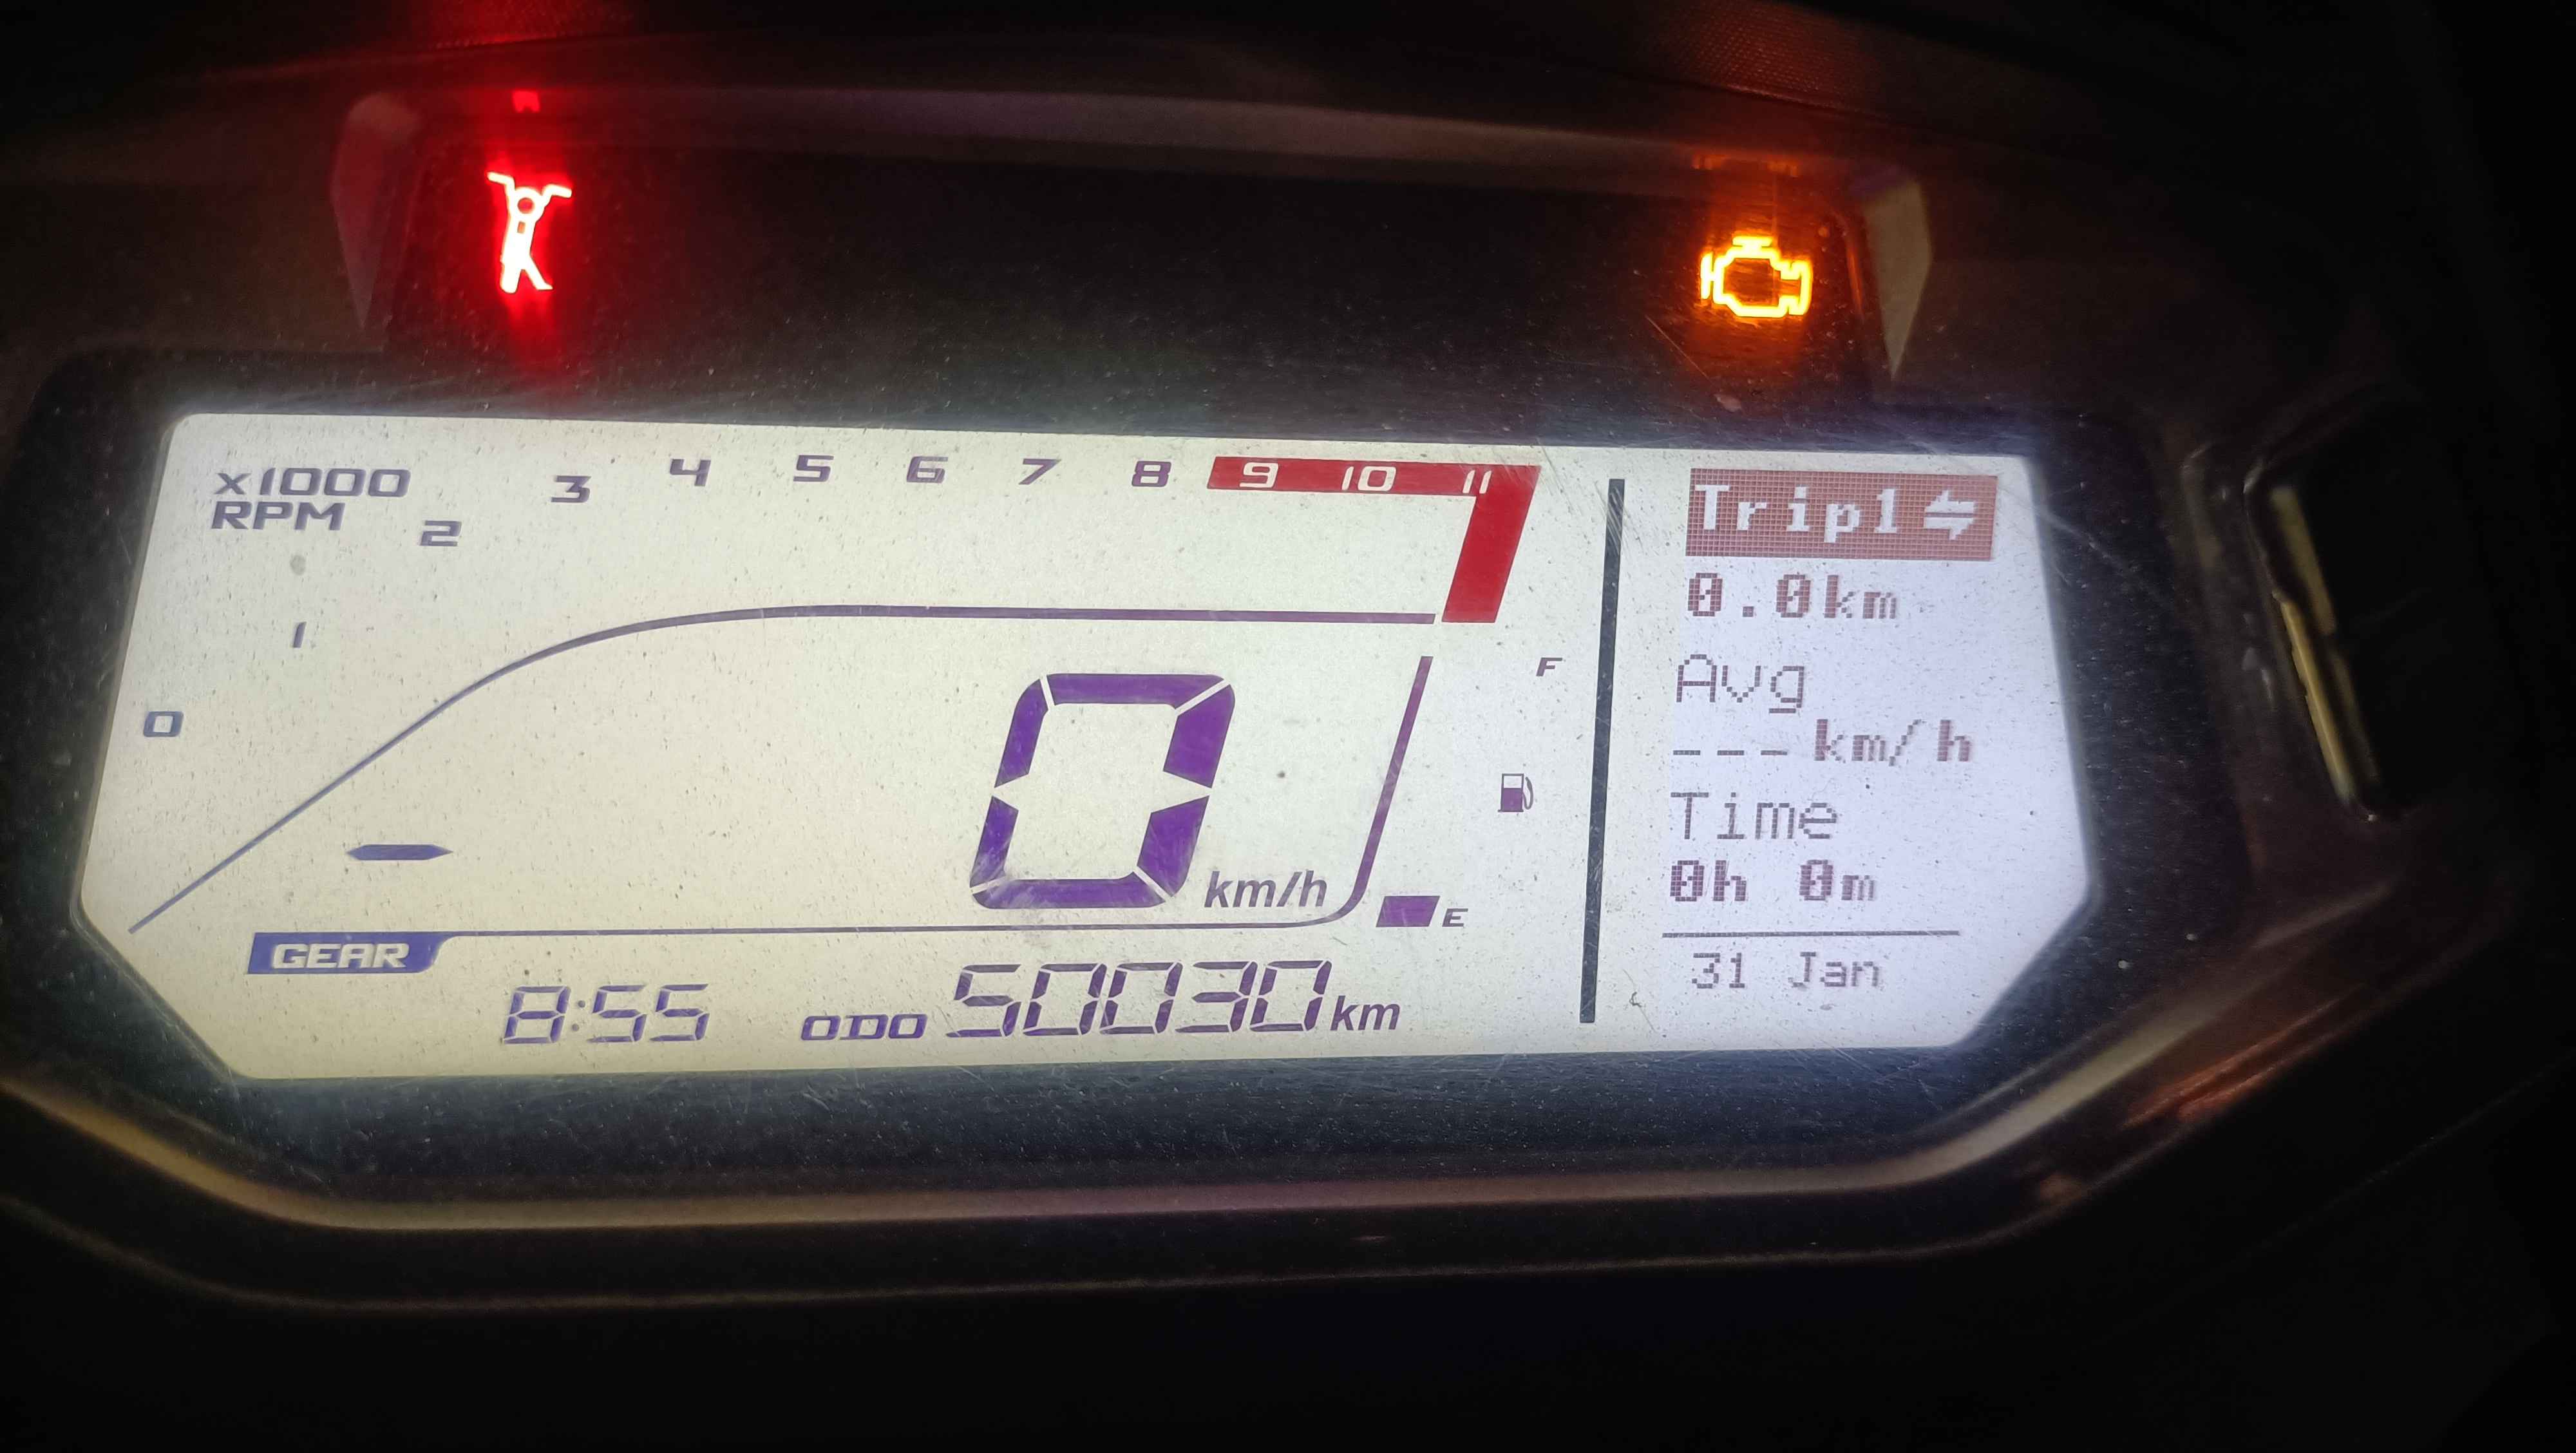 x1000
RPM
0 1 2 3 4 5 6 7 8 9 10 11
Trip1
0.0km
Avg
---km/h
Time
0h 0m
31 Jan
F
0 km/h
E
-
GEAR
8:55 ODO 50030 km